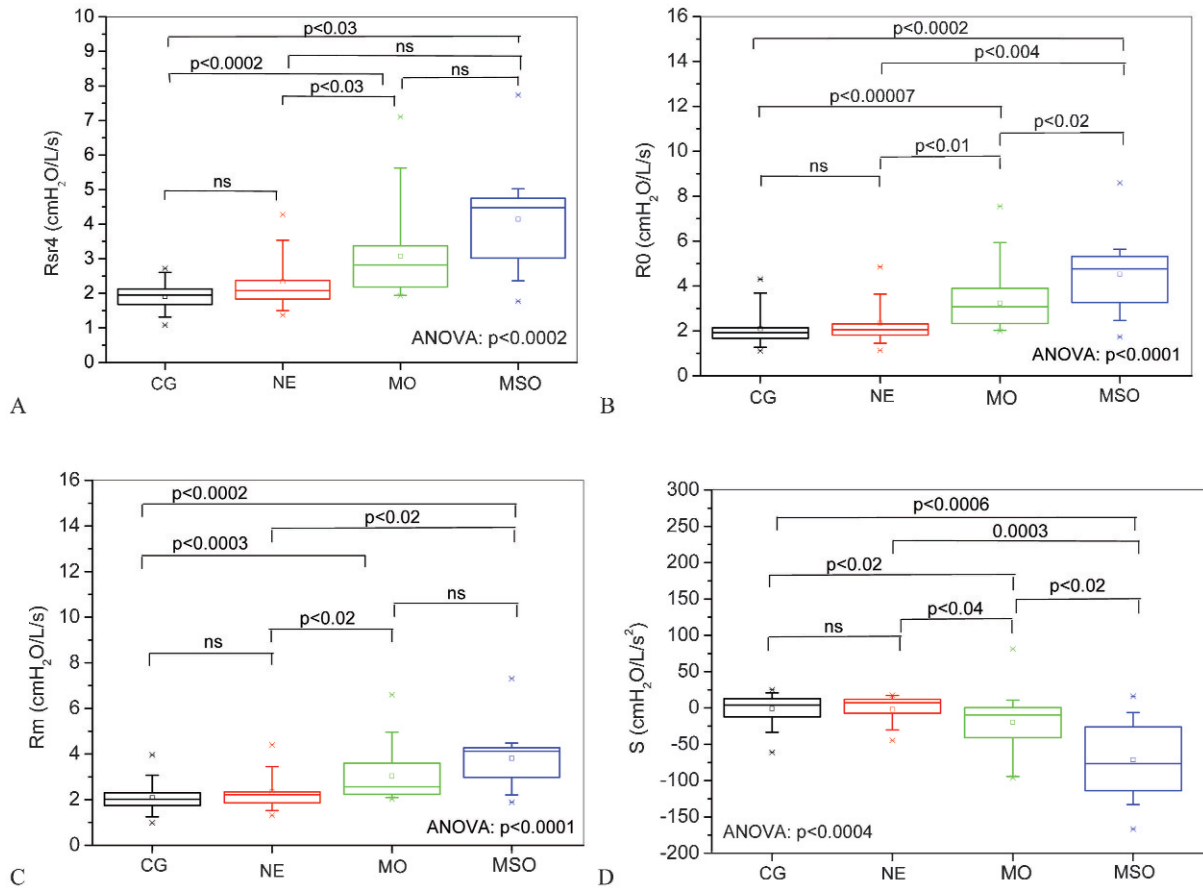 10
9
8
7
6
5
4
3
2
1
0
Rsr4 (cmH₂O/L/s)
p<0.03
ns
p<0.0002
ns
p<0.03
ns
ANOVA: p<0.0002
CG NE MO MSO
A
16
14
12
10
8
6
4
2
0
R0 (cmH₂O/L/s)
p<0.0002
p<0.004
p<0.00007
p<0.02
p<0.01
ns
ANOVA: p<0.0001
CG NE MO MSO
B
16
14
12
10
8
6
4
2
0
Rm (cmH₂O/L/s)
p<0.0002
p<0.02
p<0.0003
ns
p<0.02
ns
ANOVA: p<0.0001
CG NE MO MSO
C
300
250
200
150
100
50
0
-50
-100
-150
-200
S (cmH₂O/L/s²)
p<0.0006
0.0003
p<0.02
p<0.02
p<0.04
ns
ANOVA: p<0.0004
CG NE MO MSO
D